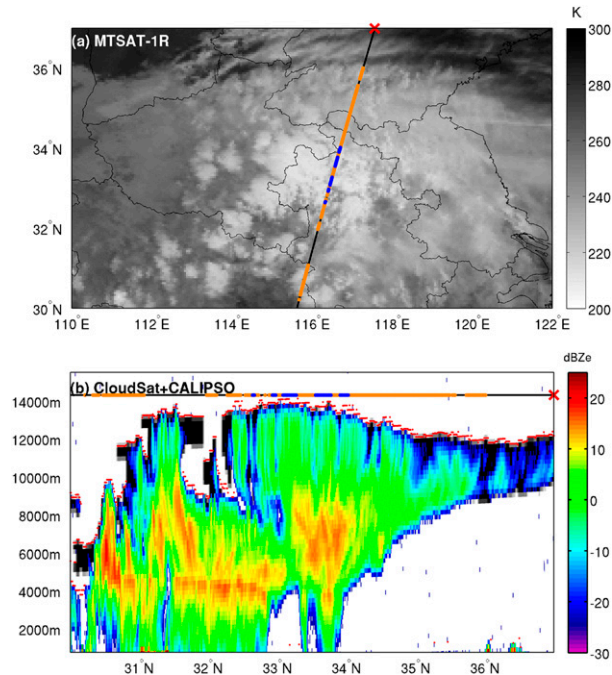 K
(a) MTSAT-1R
300
36°N
280
34°N
260
240
32°N
220
30°N
200
110°E
112°E
114°E
116°E
118°E
120°E
122°E
dBZe
(b) CloudSat+CALIPSO
14000m
12000m
10000m
8000m
6000m
4000m
2000m
20
10
0
-10
-20
-30
31°N
32°N
33°N
34°N
35°N
36°N